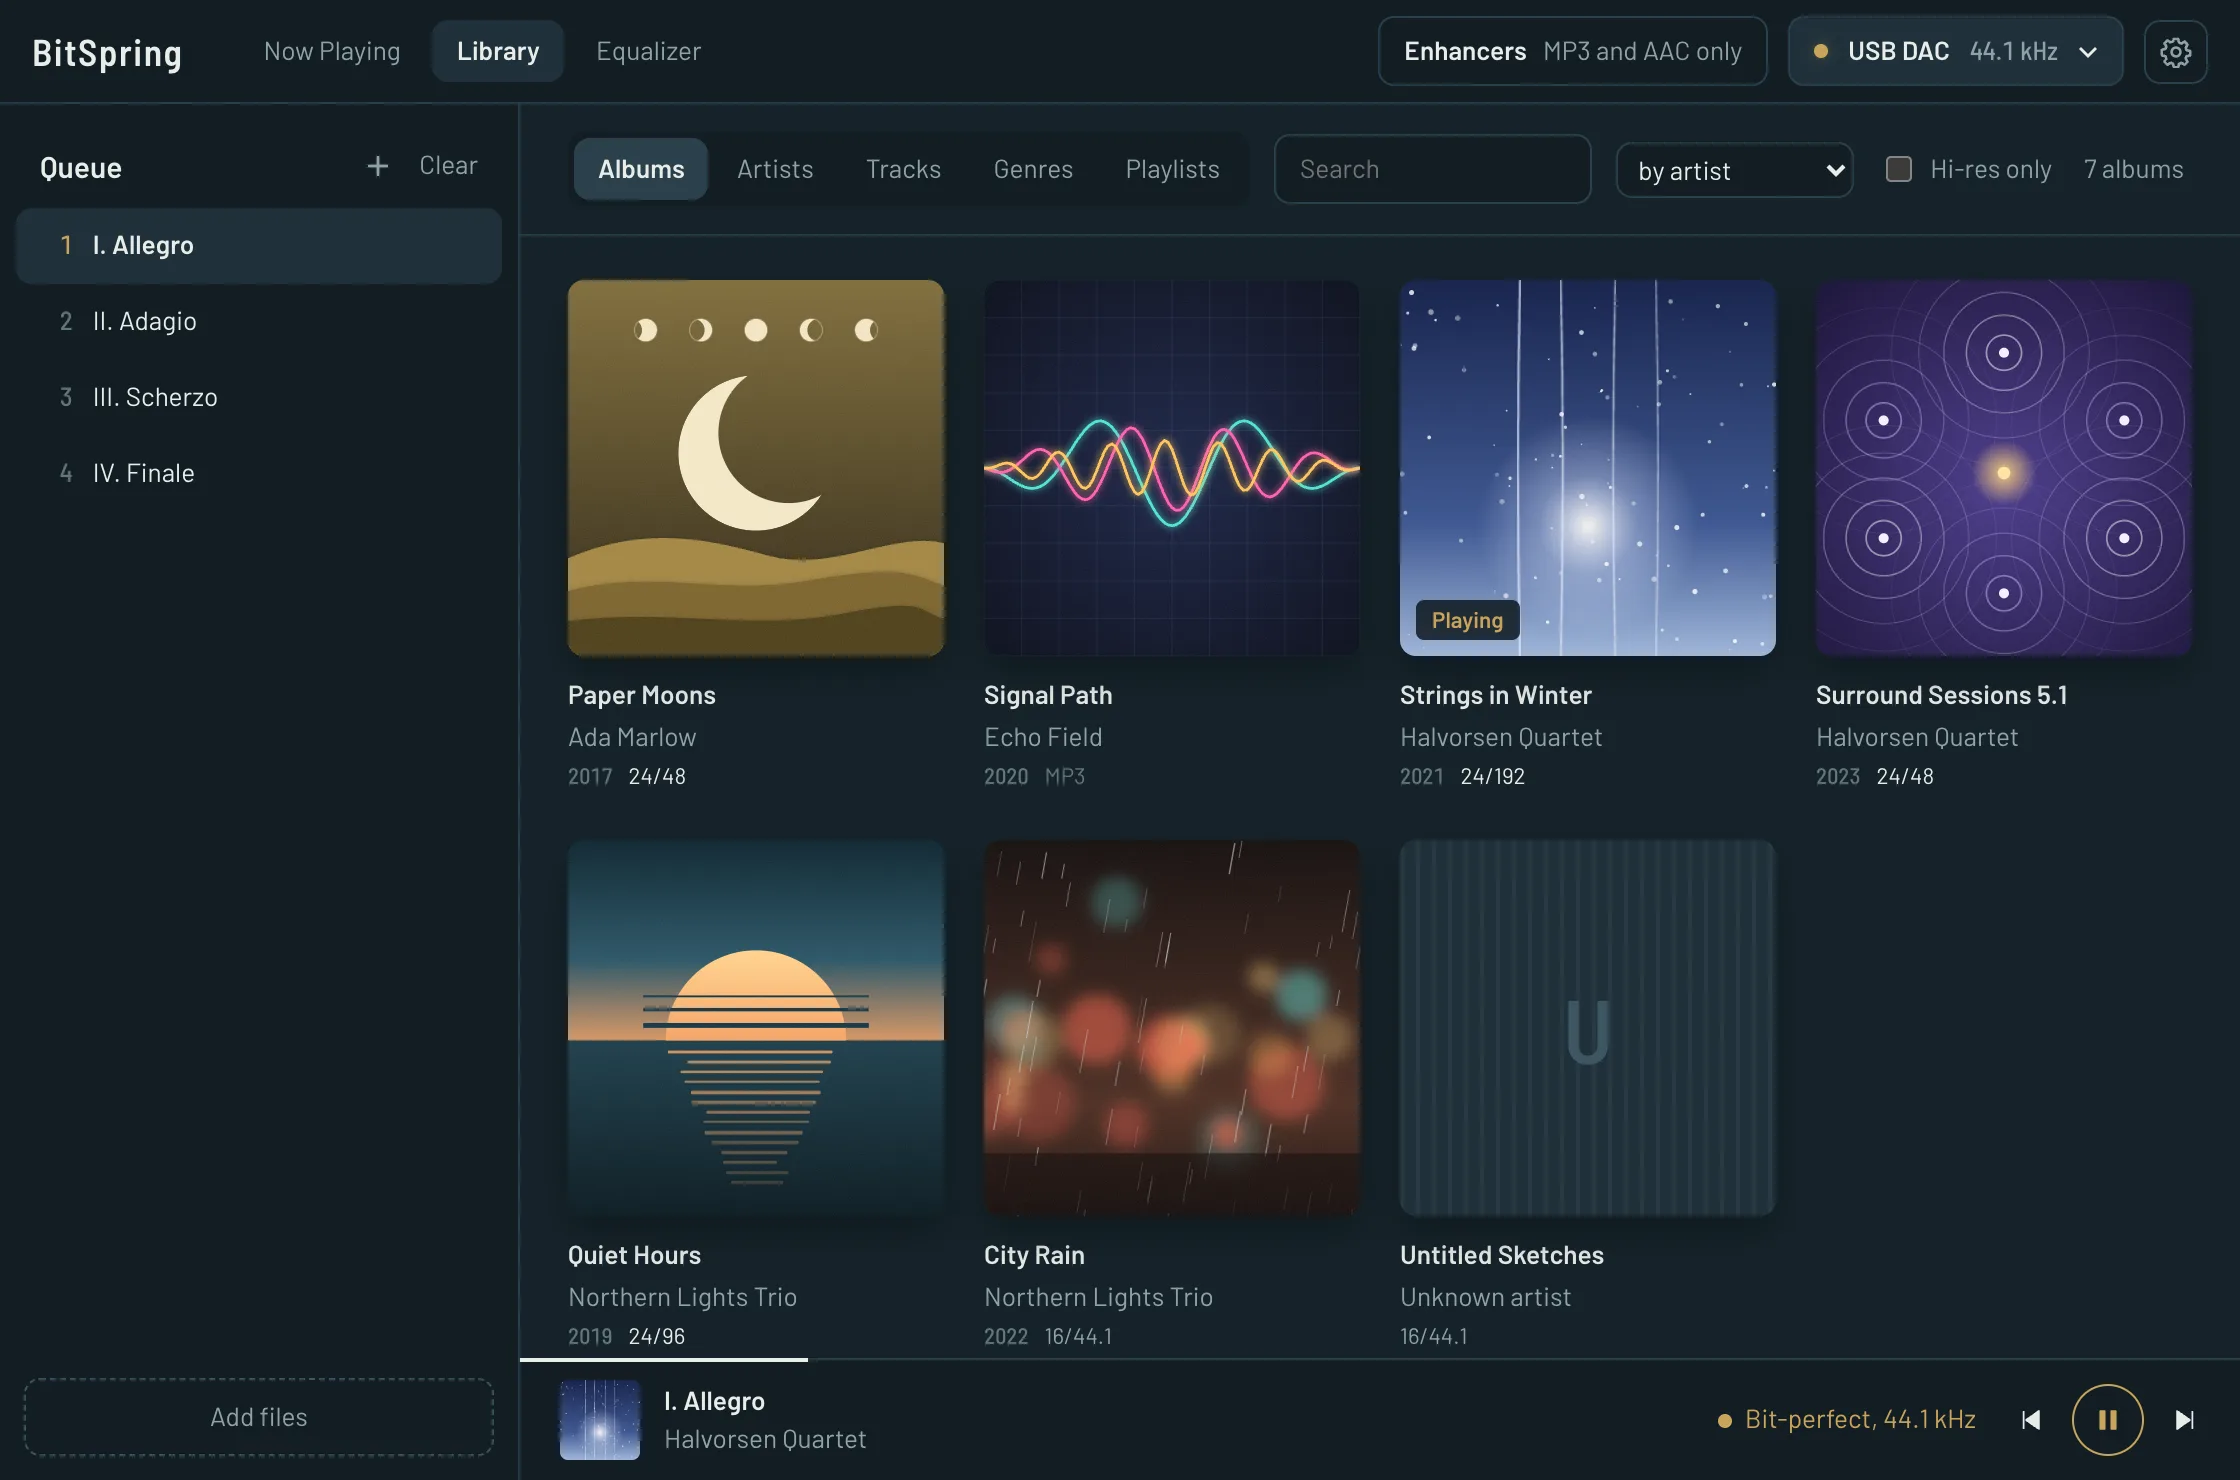 BitSpring
Now Playing
Library
Equalizer
Enhancers MP3 and AAC only
USB DAC 44.1 kHz
Queue
+ Clear
1 I. Allegro
2 II. Adagio
3 III. Scherzo
4 IV. Finale
Add files
Albums
Artists
Tracks
Genres
Playlists
Search
by artist
Hi-res only
7 albums
Paper Moons
Ada Marlow
2017 24/48
Signal Path
Echo Field
2020 MP3
Playing
Strings in Winter
Halvorsen Quartet
2021 24/192
Surround Sessions 5.1
Halvorsen Quartet
2023 24/48
Quiet Hours
Northern Lights Trio
2019 24/96
City Rain
Northern Lights Trio
2022 16/44.1
U
Untitled Sketches
Unknown artist
16/44.1
I. Allegro
Halvorsen Quartet
Bit-perfect, 44.1 kHz